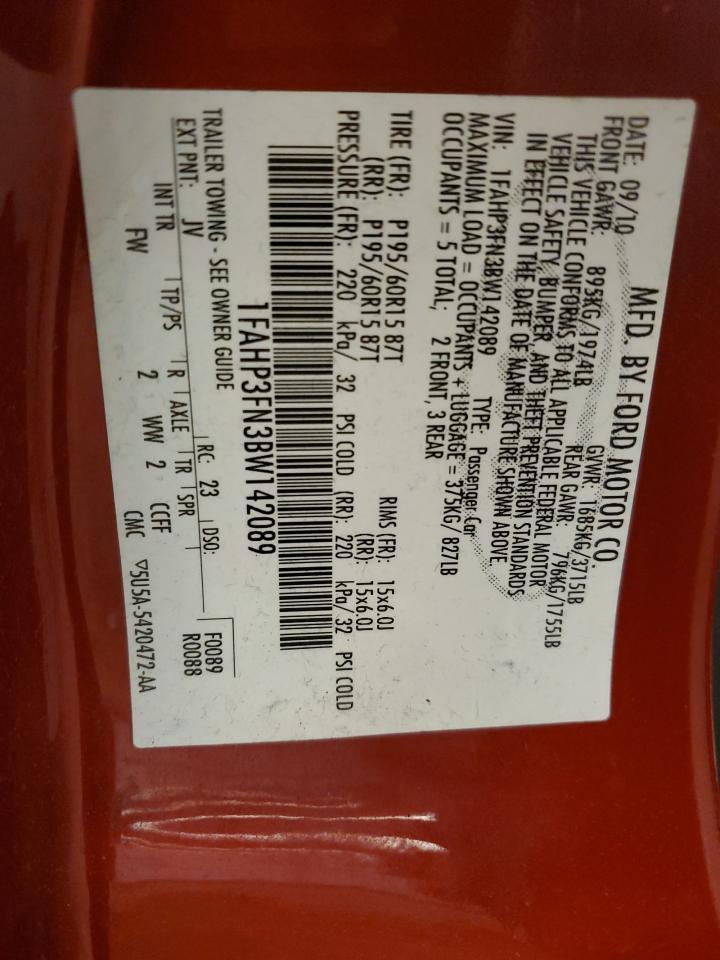 MFD. BY FORD MOTOR CO.
DATE: 09/10 GVWR: 1685KG/3715LB
FRONT GAWR: 895KG/1974LB REAR GAWR: 796KG/1755LB
THIS VEHICLE CONFORMS TO ALL APPLICABLE FEDERAL MOTOR
VEHICLE SAFETY, BUMPER, AND THEFT PREVENTION STANDARDS
IN EFFECT ON THE DATE OF MANUFACTURE SHOWN ABOVE.
VIN: 1FAHP3FN3BW142089 TYPE: Passenger Car
MAXIMUM LOAD = OCCUPANTS + LUGGAGE = 375KG/ 827LB
OCCUPANTS = 5 TOTAL, 2 FRONT, 3 REAR
TIRE (FR): P195/60R15 87T RIMS (FR): 15x6.0J
(RR): P195/60R15 87T (RR): 15x6.0J
PRESSURE (FR): 220 kPa/ 32 PSI COLD (RR): 220 kPa/ 32 PSI COLD
1FAHP3FN3BW142089
TRAILER TOWING - SEE OWNER GUIDE
F0089
EXT PNT: JV RC: 23 DSO: R0088
INT TR TP/PS R AXLE TR SPR
FW 2 WW 2 CCFF
CMC ▽5U5A-5420472-AA